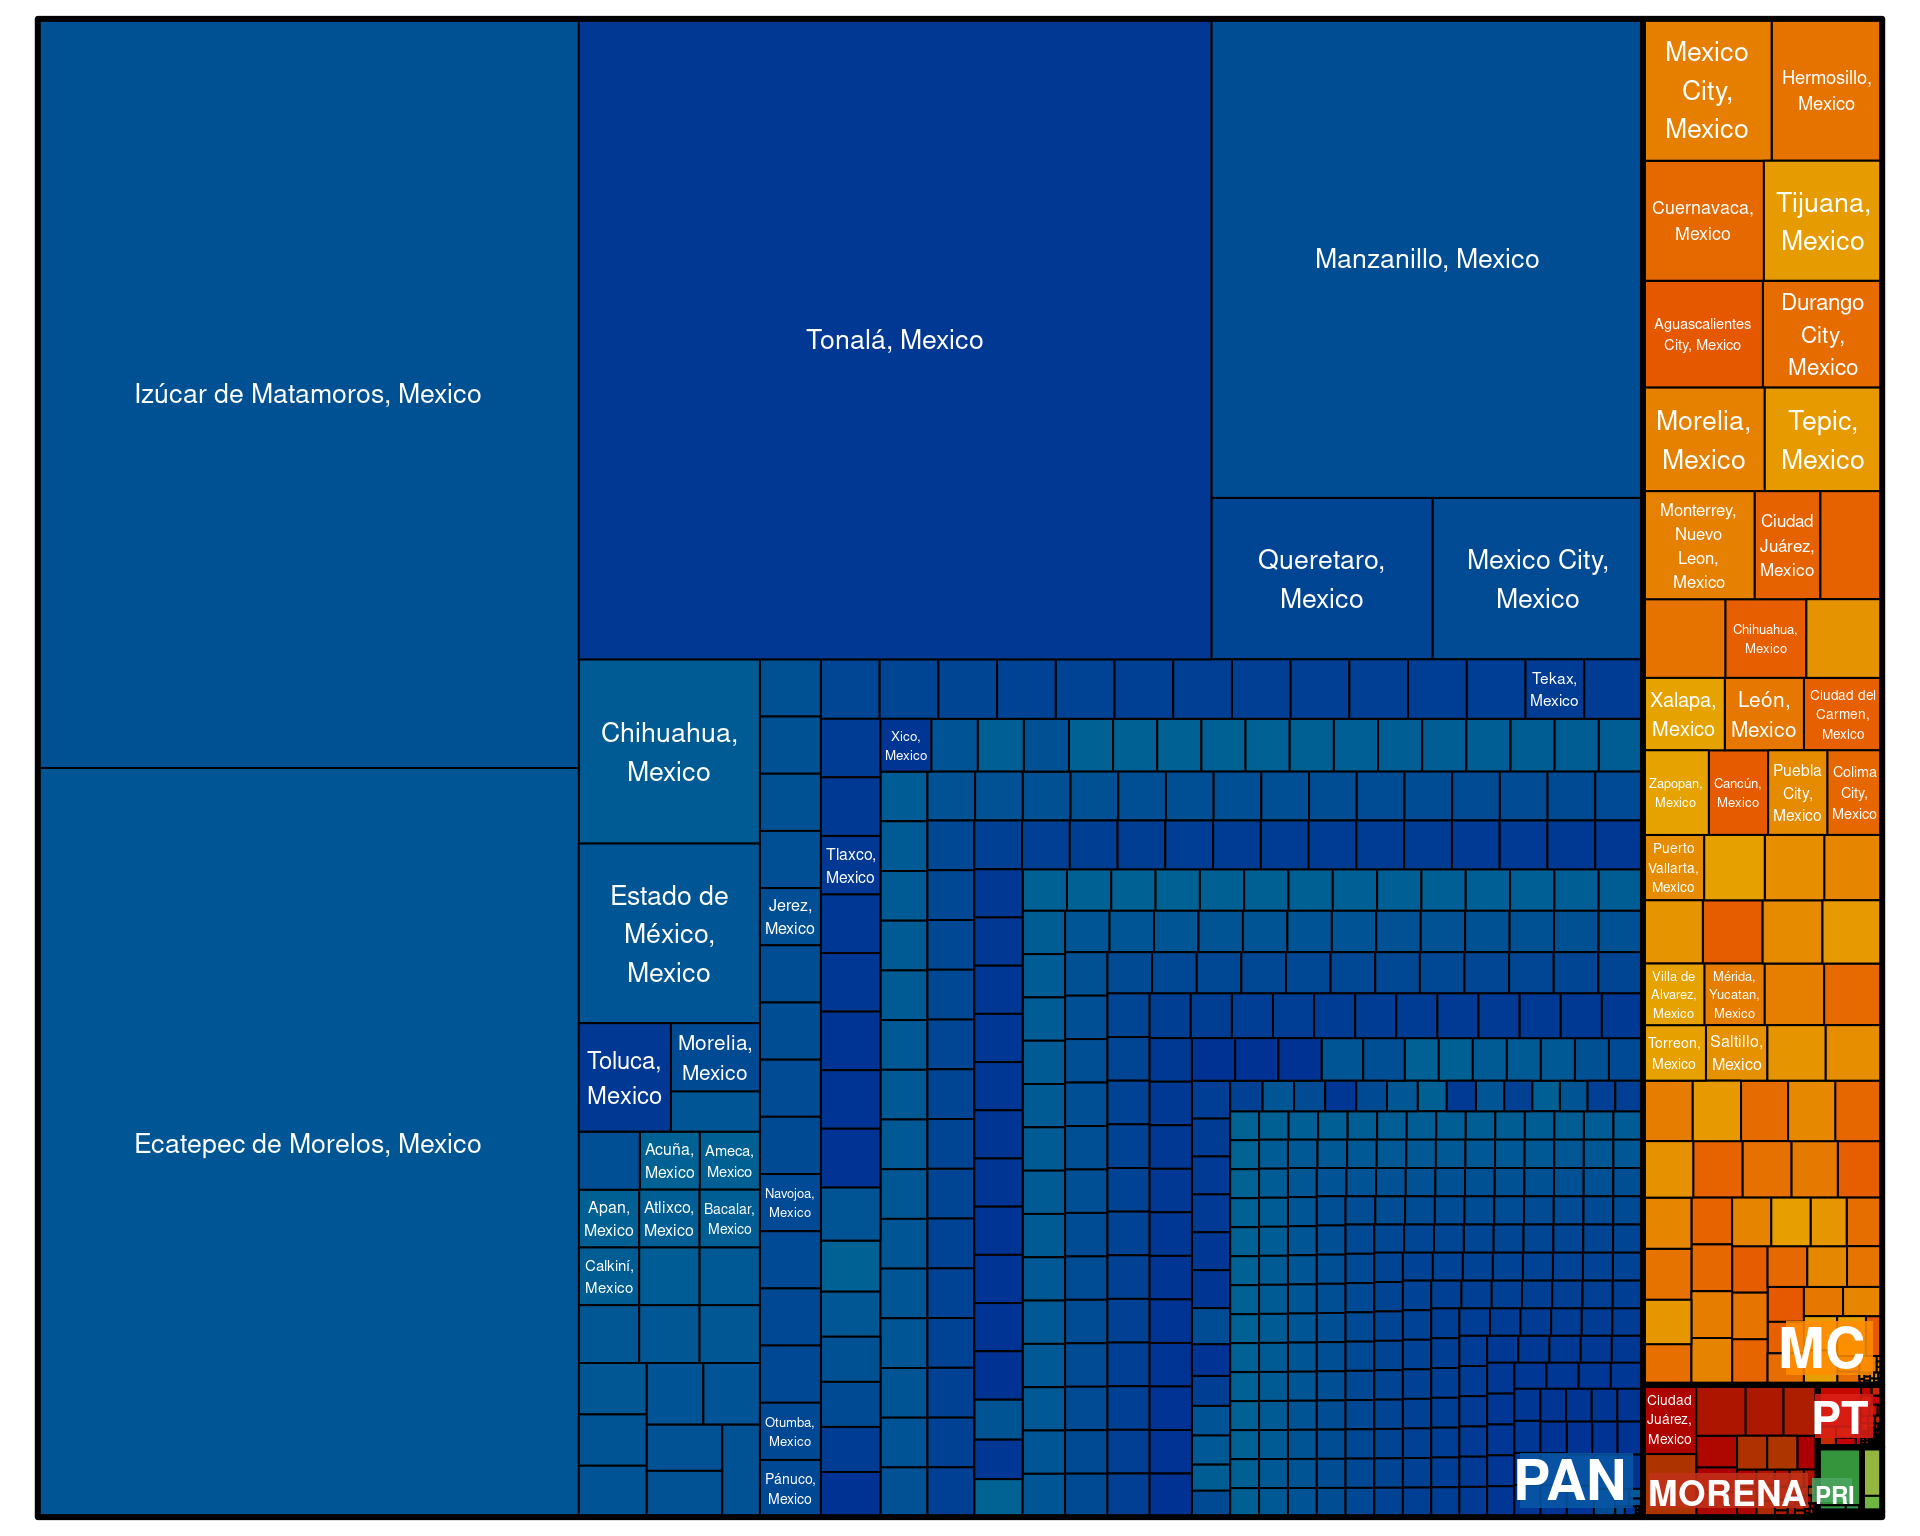 Izúcar de Matamoros, Mexico
Ecatepec de Morelos, Mexico
Tonalá, Mexico
Manzanillo, Mexico
Queretaro,
Mexico
Mexico City,
Mexico
Chihuahua,
Mexico
Estado de
México,
Mexico
Toluca,
Mexico
Morelia,
Mexico
Acuña,
Mexico
Ameca,
Mexico
Apan,
Mexico
Atlixco,
Mexico
Bacalar,
Mexico
Calkiní,
Mexico
Jerez,
Mexico
Navojoa,
Mexico
Otumba,
Mexico
Pánuco,
Mexico
Tlaxco,
Mexico
Xico,
Mexico
Tekax,
Mexico
PAN
Mexico
City,
Mexico
Hermosillo,
Mexico
Cuernavaca,
Mexico
Tijuana,
Mexico
Aguascalientes
City, Mexico
Durango
City,
Mexico
Morelia,
Mexico
Tepic,
Mexico
Monterrey,
Nuevo
Leon,
Mexico
Ciudad
Juárez,
Mexico
Chihuahua,
Mexico
Xalapa,
Mexico
León,
Mexico
Ciudad del
Carmen,
Mexico
Zapopan,
Mexico
Cancún,
Mexico
Puebla
City,
Mexico
Colima
City,
Mexico
Puerto
Vallarta,
Mexico
Villa de
Alvarez,
Mexico
Mérida,
Yucatan,
Mexico
Torreon,
Mexico
Saltillo,
Mexico
MC
Ciudad
Juárez,
Mexico
MORENA
PT
PRI